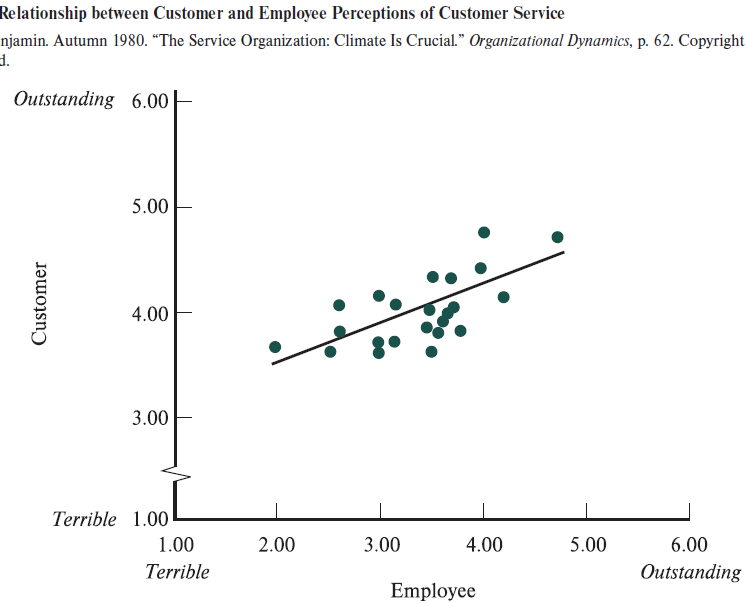 Relationship between Customer and Employee Perceptions of Customer Service
njamin. Autumn 1980. “The Service Organization: Climate Is Crucial.” Organizational Dynamics, p. 62. Copyright
d.
Outstanding 6.00
5.00
4.00
3.00
Terrible 1.00
Customer
1.00 2.00 3.00 4.00 5.00 6.00
Terrible Outstanding
Employee